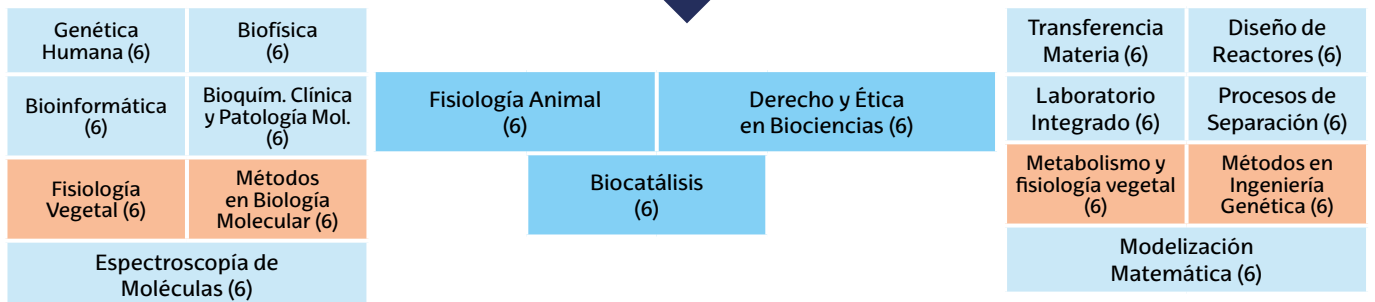 Genética
Humana (6)
Biofísica
(6)
Bioinformática
(6)
Bioquím. Clínica
y Patología Mol.
(6)
Fisiología
Vegetal (6)
Métodos
en Biología
Molecular (6)
Espectroscopía de
Moléculas (6)
Fisiología Animal
(6)
Derecho y Ética
en Biociencias (6)
Biocatálisis
(6)
Transferencia
Materia (6)
Diseño de
Reactores (6)
Laboratorio
Integrado (6)
Procesos de
Separación (6)
Metabolismo y
fisiología vegetal
(6)
Métodos en
Ingeniería
Genética (6)
Modelización
Matemática (6)